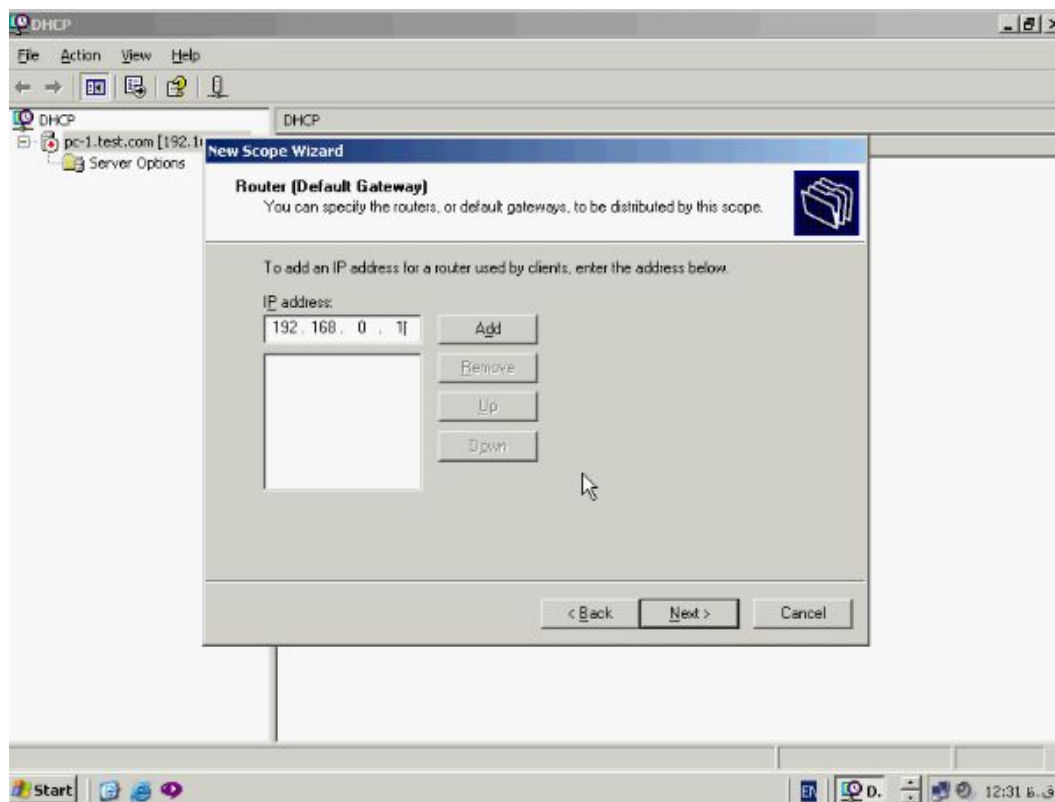 DHCP
File Action View Help
DHCP
DHCP
pc-1.test.com [192.1
Server Options
New Scope Wizard
Router (Default Gateway)
You can specify the routers, or default gateways, to be distributed by this scope.
To add an IP address for a router used by clients, enter the address below.
IP address:
192 . 168 . 0 . 1
Add
Remove
Up
Down
< Back
Next >
Cancel
Start
EN
D.
12:31 ق.ظ